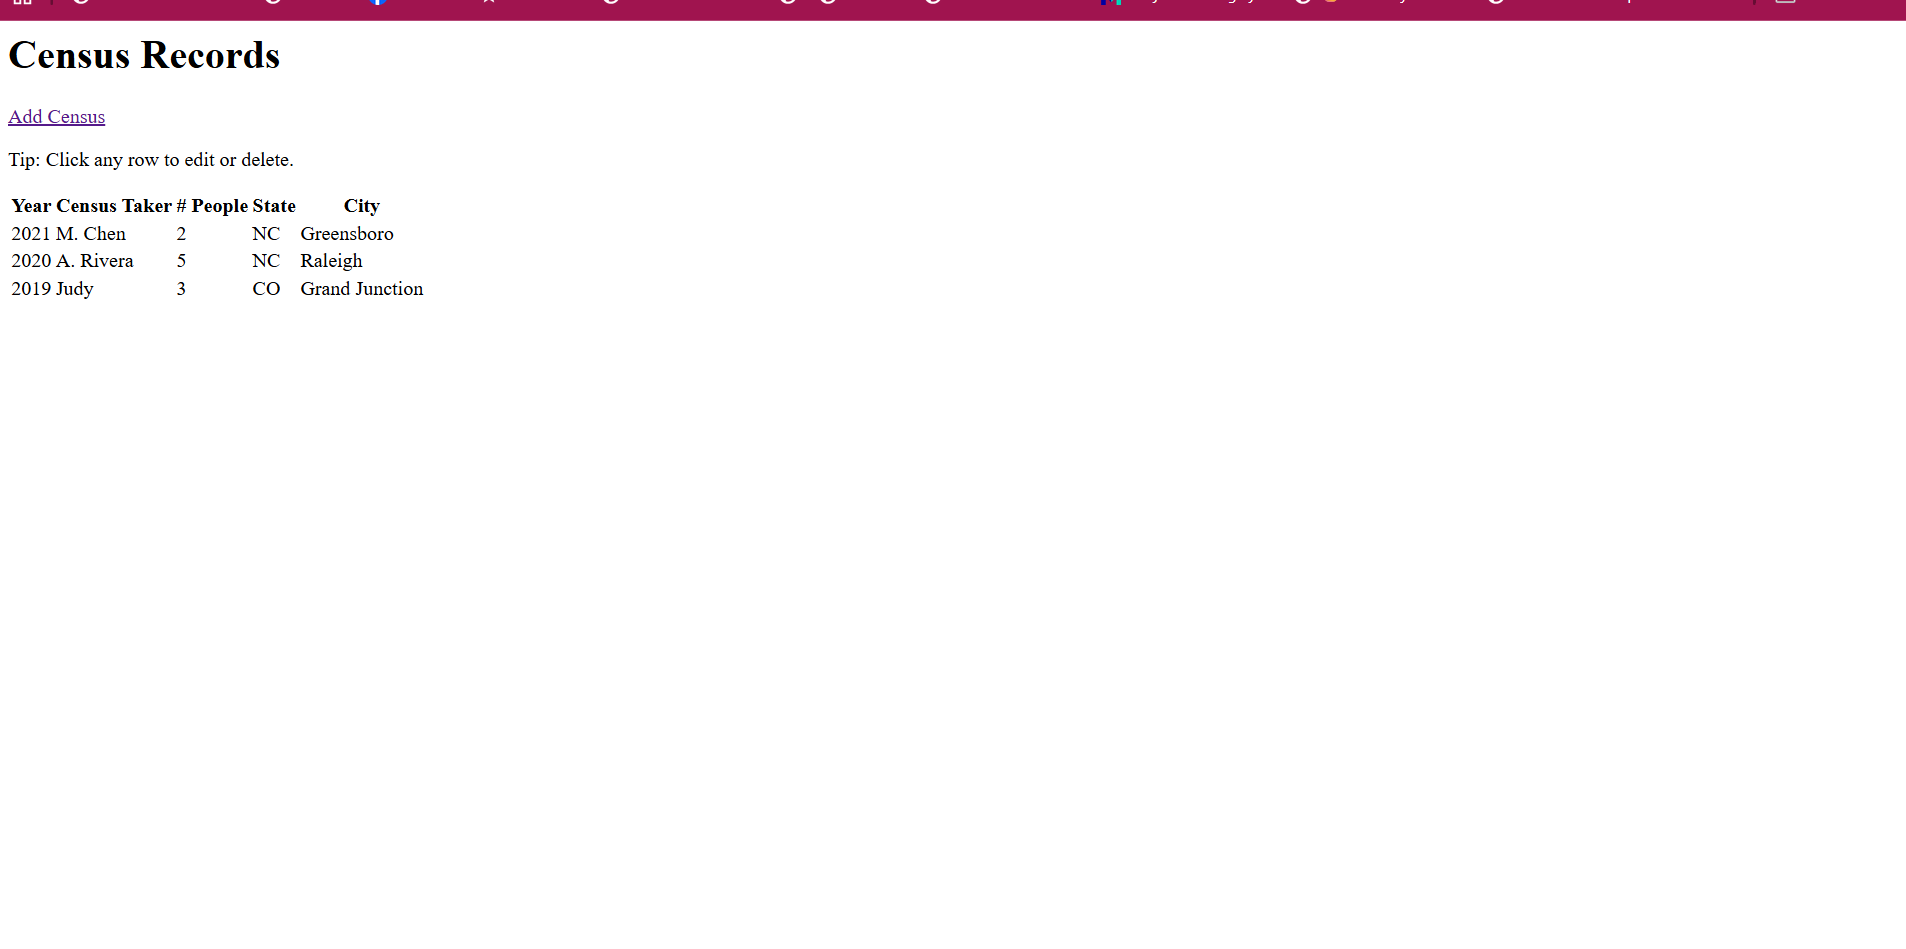 Census Records
Add Census
Tip: Click any row to edit or delete.
Year Census Taker # People State City
2021 M. Chen 2 NC Greensboro
2020 A. Rivera 5 NC Raleigh
2019 Judy 3 CO Grand Junction